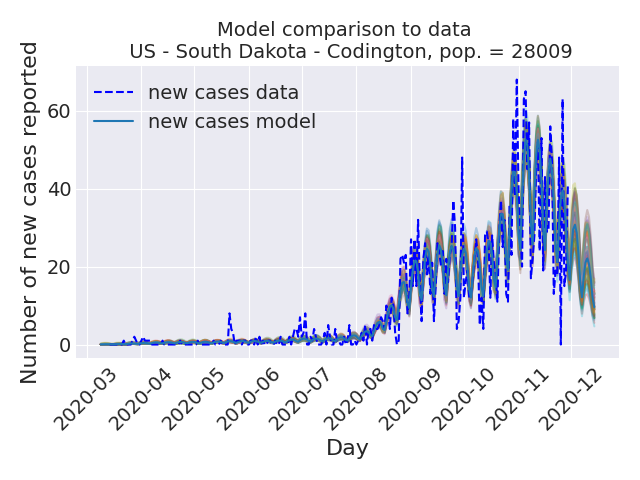 Model comparison to data
US - South Dakota - Codington, pop. = 28009
Number of new cases reported
new cases data
new cases model
60
40
20
0
2020-03
2020-04
2020-05
2020-06
2020-07
2020-08
2020-09
2020-10
2020-11
2020-12
Day